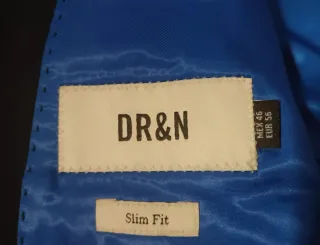 DR&N
MEX 46
EUR 56
Slim Fit